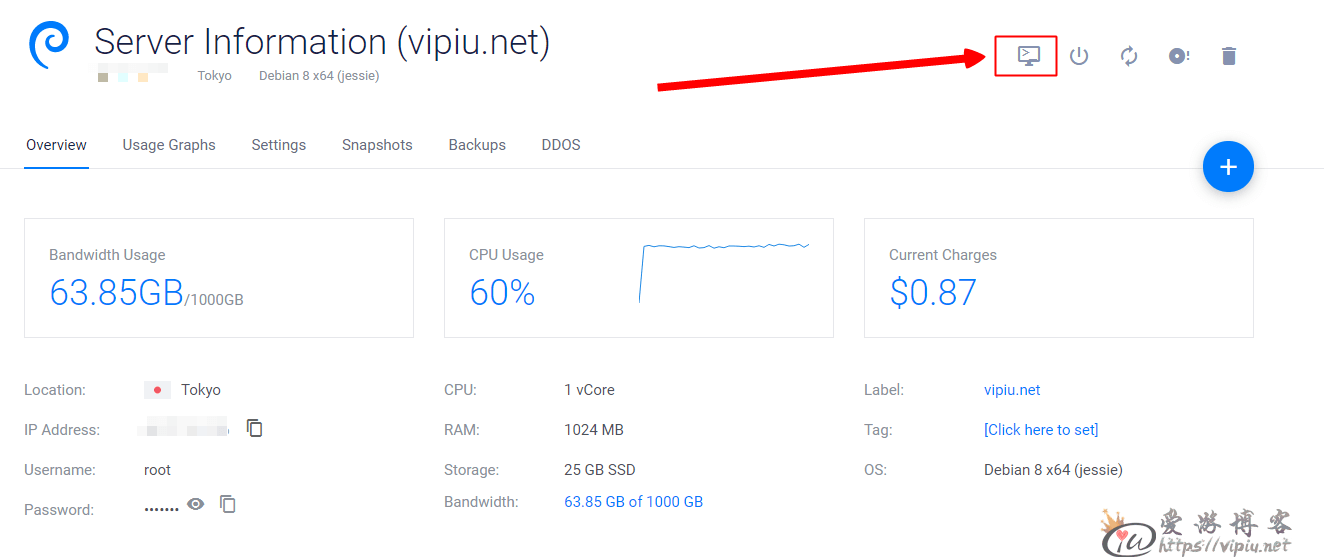 Server Information (vipiu.net)
Tokyo Debian 8 x64 (jessie)
Overview Usage Graphs Settings Snapshots Backups DDOS
Bandwidth Usage
63.85GB/1000GB
CPU Usage
60%
Current Charges
$0.87
Location: Tokyo
IP Address:
Username: root
Password: •••••••
CPU: 1 vCore
RAM: 1024 MB
Storage: 25 GB SSD
Bandwidth: 63.85 GB of 1000 GB
Label: vipiu.net
Tag: [Click here to set]
OS: Debian 8 x64 (jessie)
爱游博客
https://vipiu.net